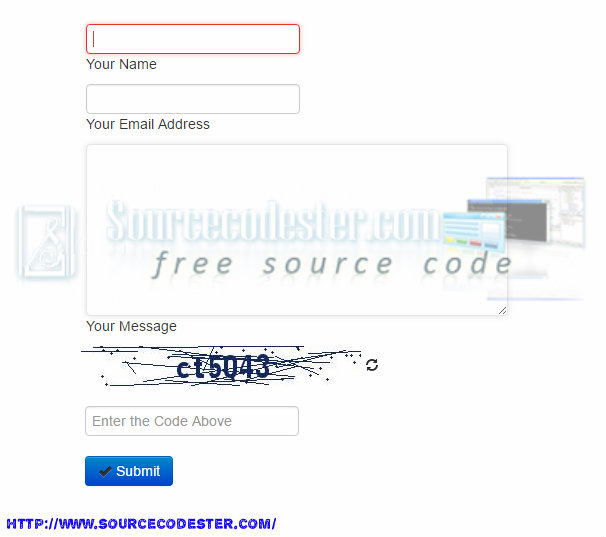 Your Name
Your Email Address
Sourcecodester.com
free source code
Your Message
ct5043
Enter the Code Above
Submit
HTTP://WWW.SOURCECODESTER.COM/